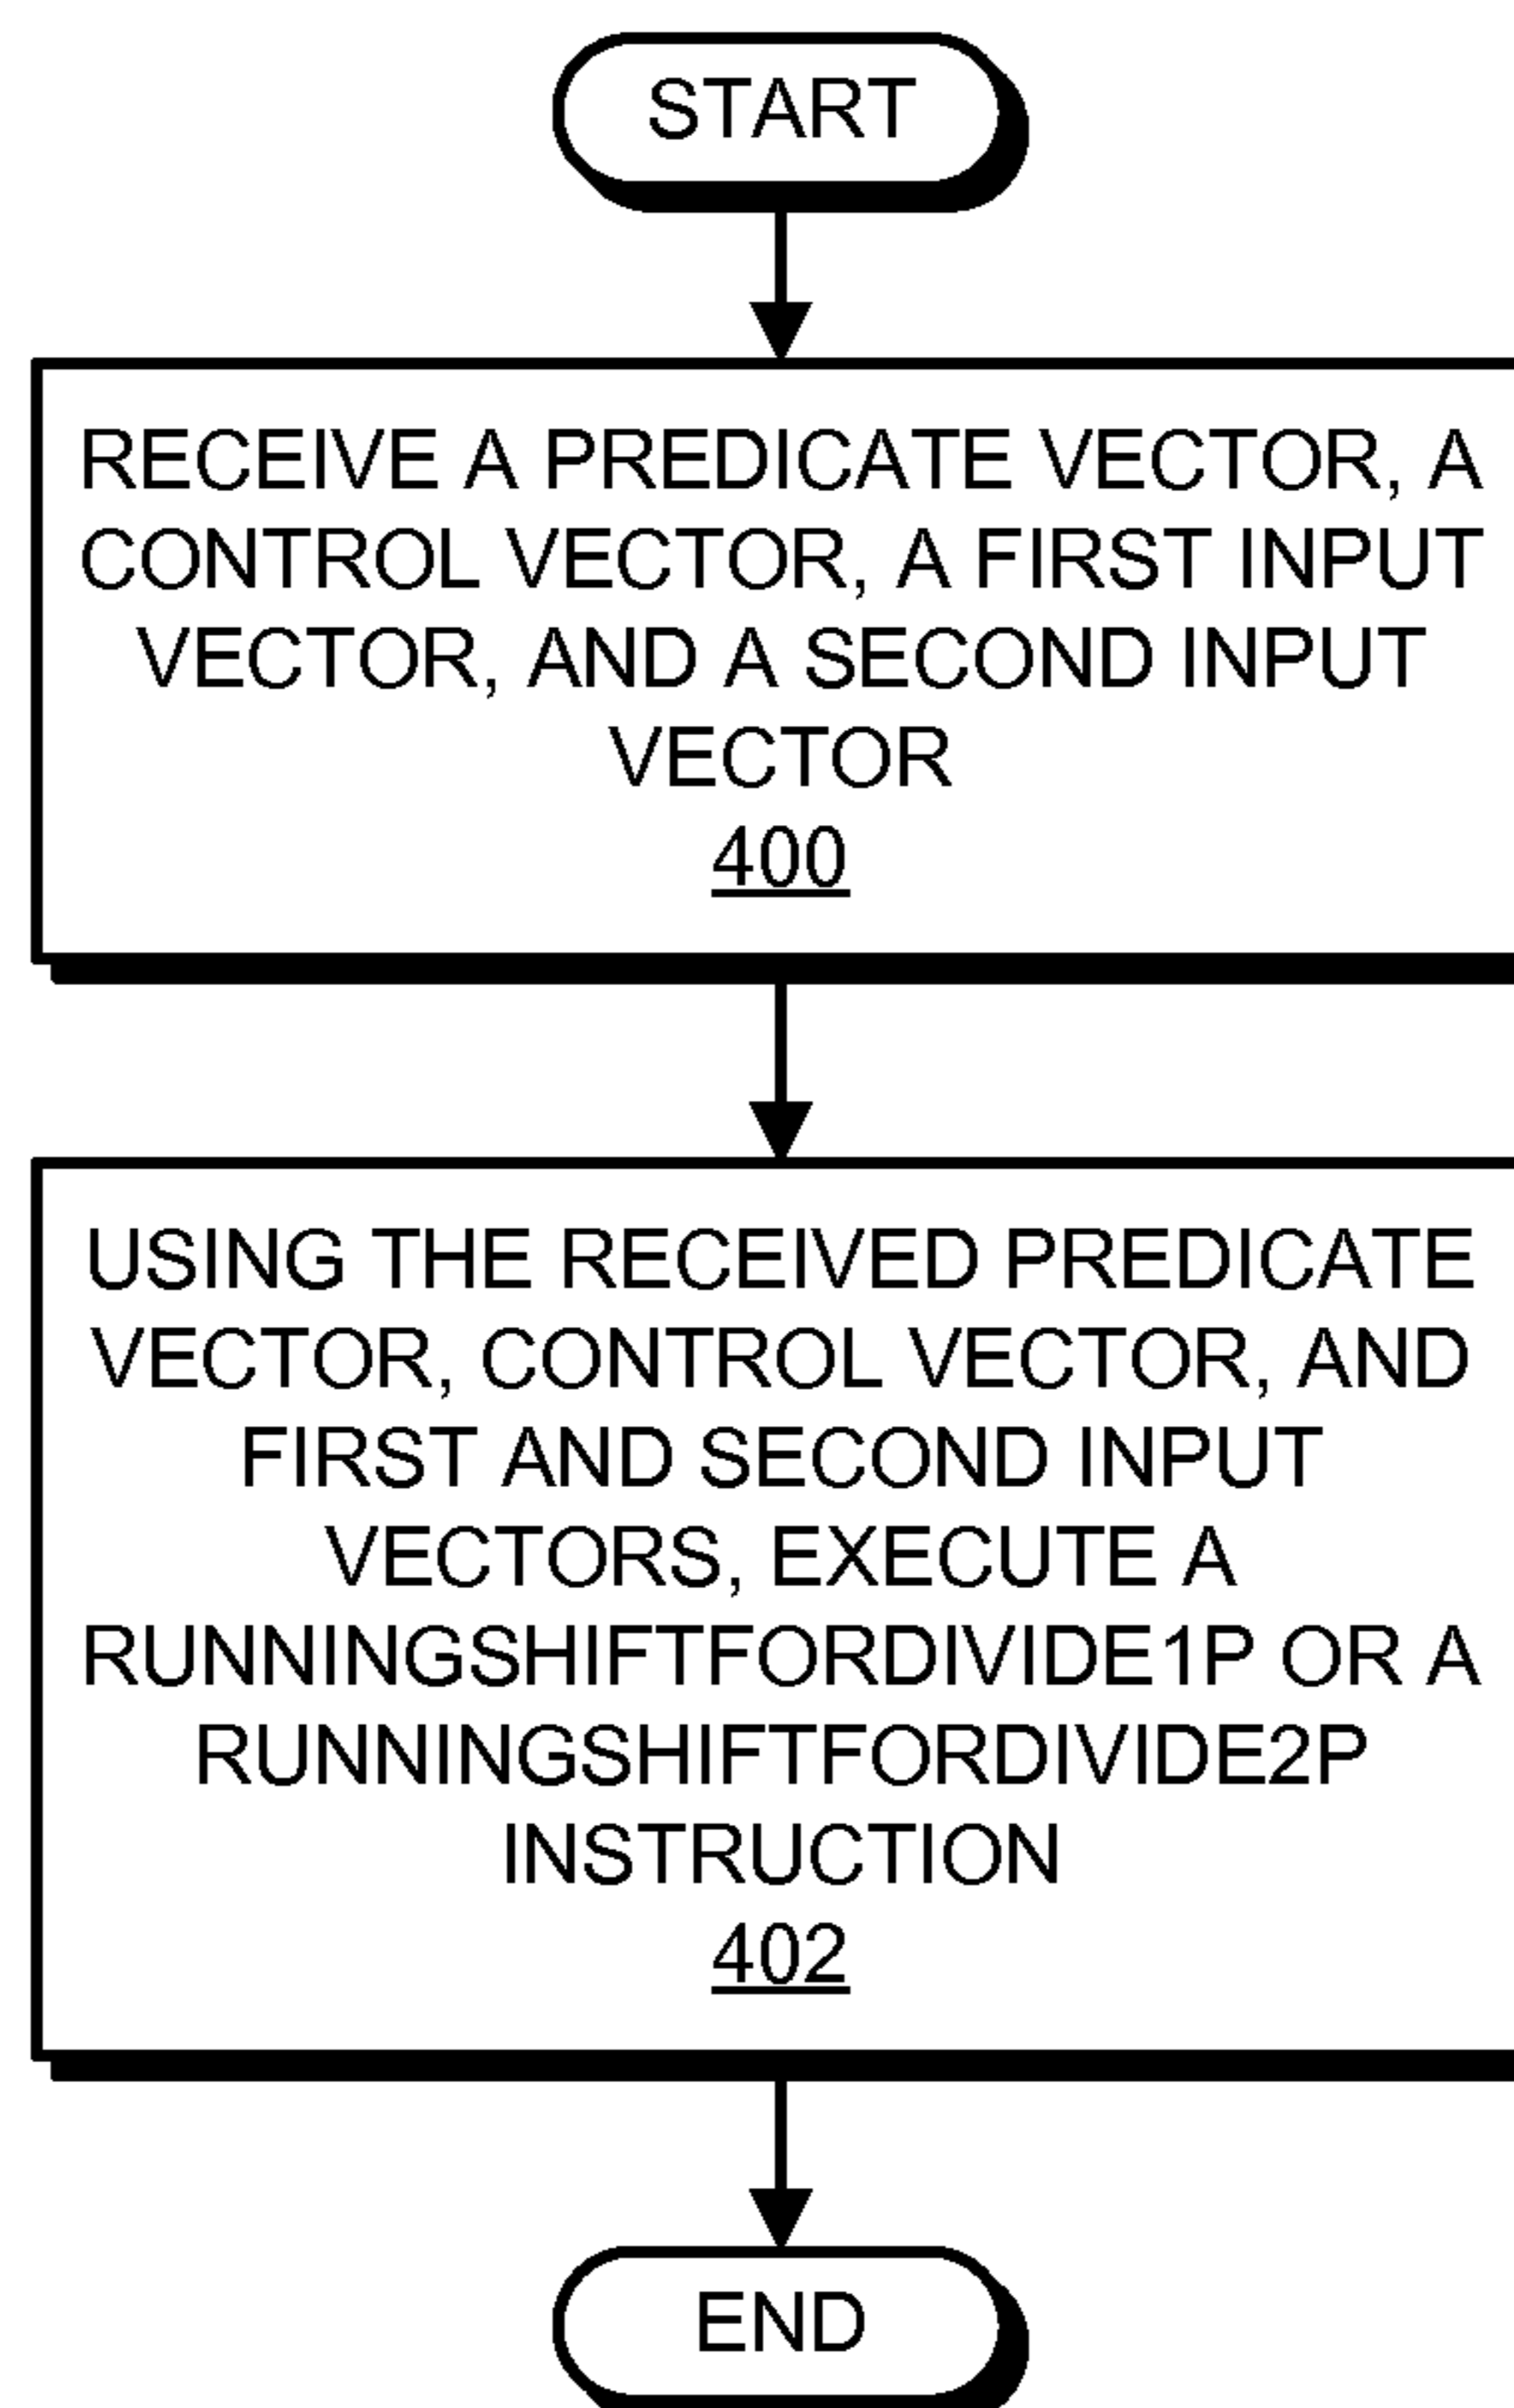 START
RECEIVE A PREDICATE VECTOR, A
CONTROL VECTOR, A FIRST INPUT
VECTOR, AND A SECOND INPUT
VECTOR
400
USING THE RECEIVED PREDICATE
VECTOR, CONTROL VECTOR, AND
FIRST AND SECOND INPUT
VECTORS, EXECUTE A
RUNNINGSHIFTFORDIVIDE1P OR A
RUNNINGSHIFTFORDIVIDE2P
INSTRUCTION
402
END